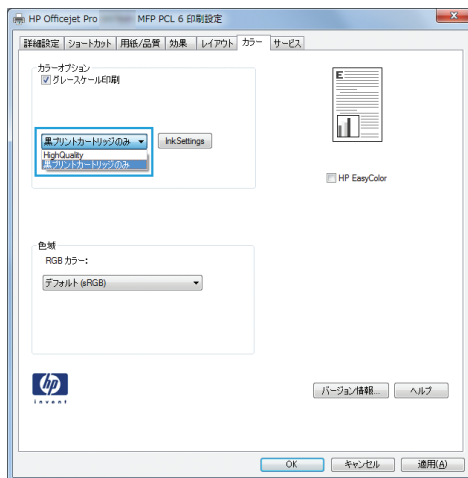 HP Officejet Pro MFP PCL 6 印刷設定
詳細設定 ショートカット 用紙/品質 効果 レイアウト カラー サービス
カラーオプション
グレースケール印刷
黒プリントカートリッジのみ InkSettings
HighQuality
黒プリントカートリッジのみ
E
HP EasyColor
色域
RGB カラー:
デフォルト (sRGB)
hp
invent
バージョン情報... ヘルプ
OK キャンセル 適用(A)